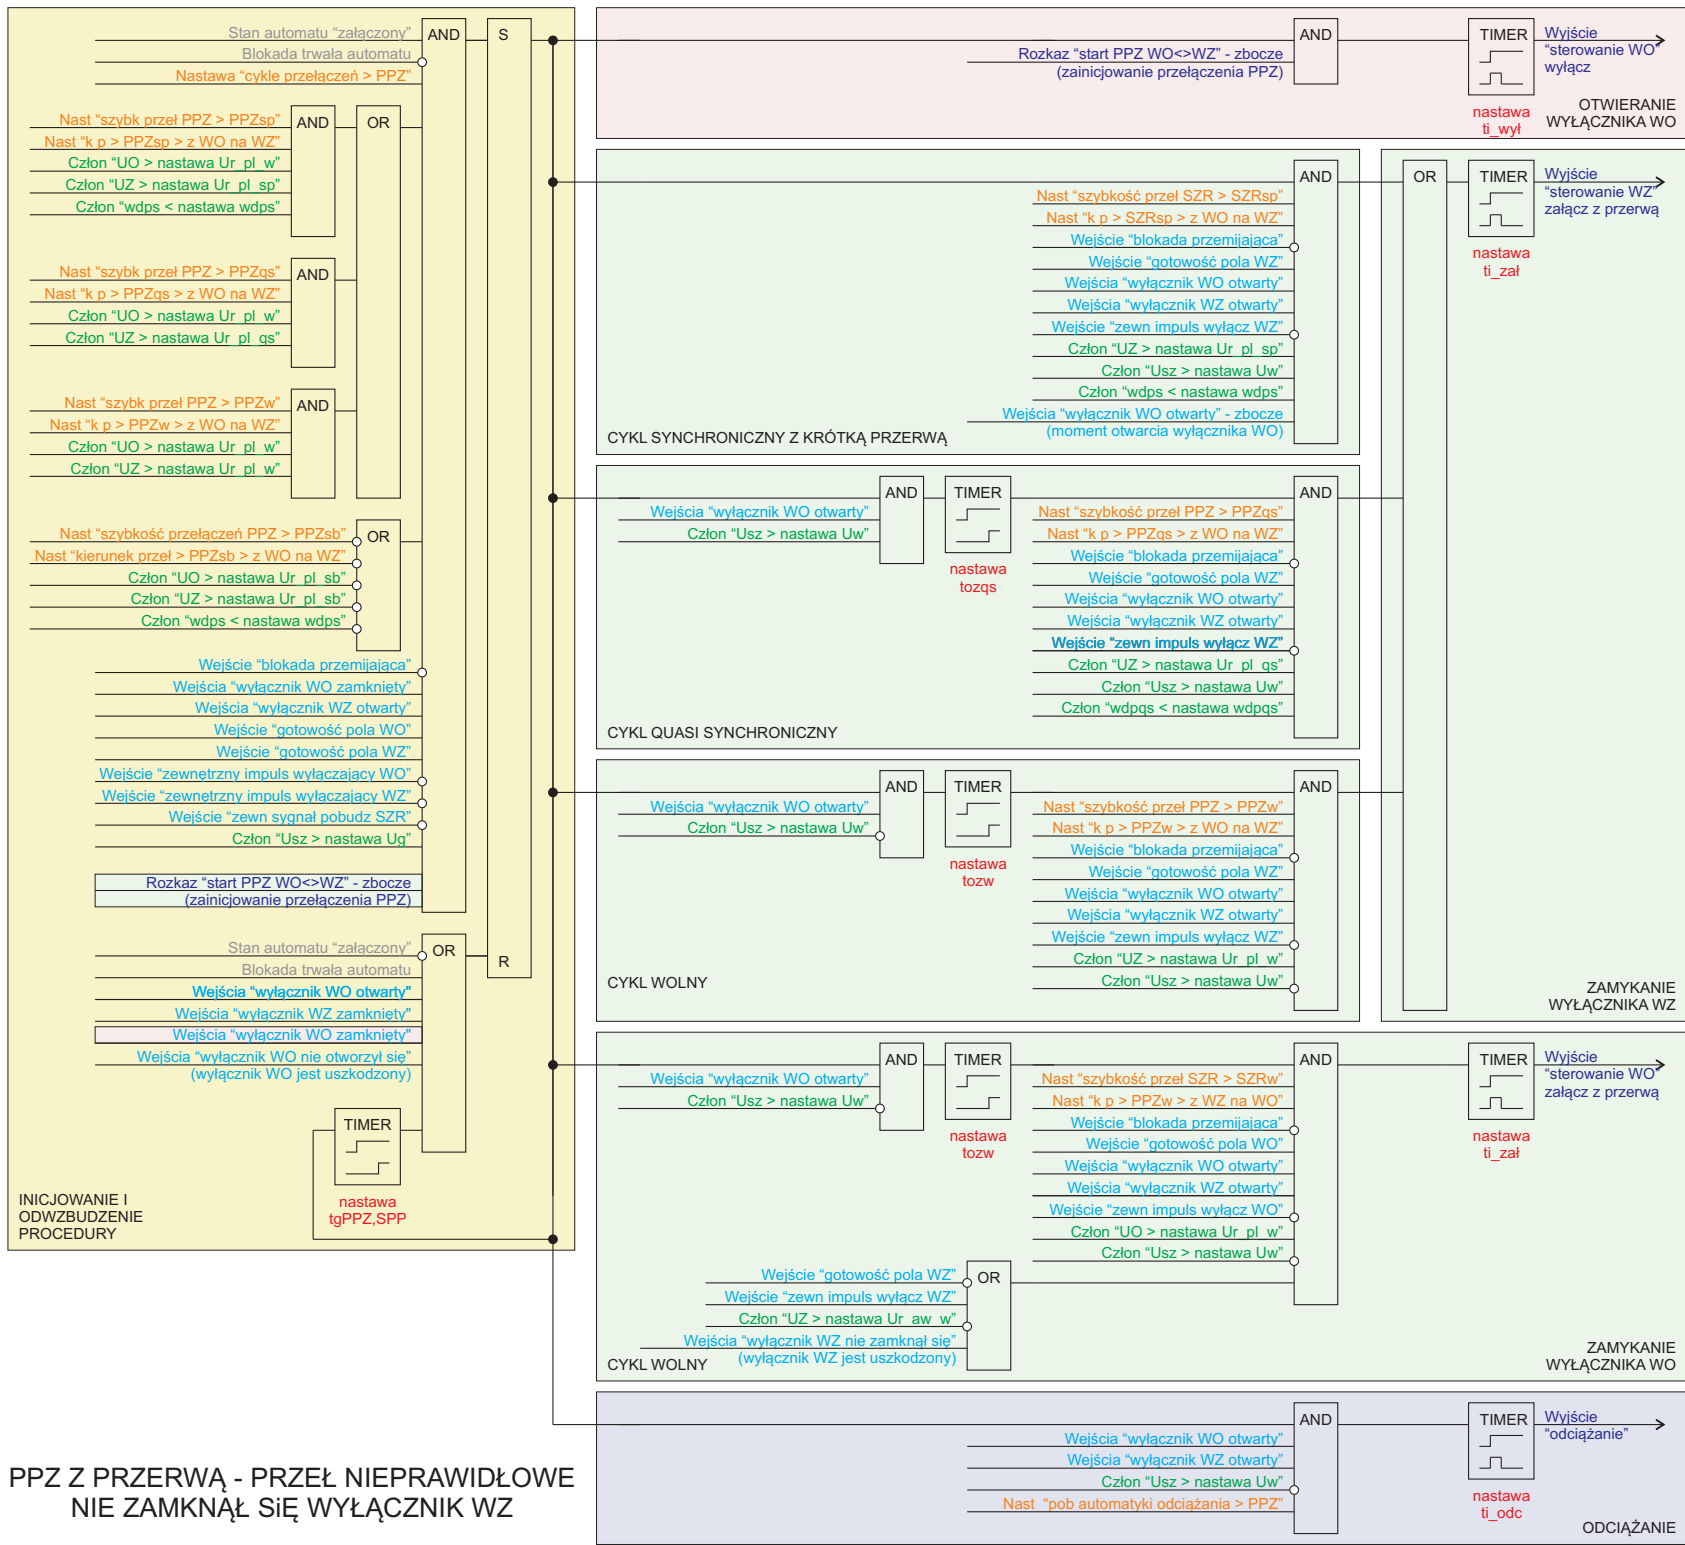 Stan automatu “załączony”
Blokada trwała automatu
Nastawa “cykle przełączeń > PPZ”
AND
S
Nast “szybk przeł PPZ > PPZsp”
Nast “k p > PPZsp > z WO na WZ”
Człon “UO > nastawa Ur_pl_w”
Człon “UZ > nastawa Ur_pl_sp”
Człon “wdps < nastawa wdps”
AND
OR
Nast “szybk przeł PPZ > PPZqs”
Nast “k p > PPZqs > z WO na WZ”
Człon “UO > nastawa Ur_pl_w”
Człon “UZ > nastawa Ur_pl_qs”
AND
Nast “szybk przeł PPZ > PPZw”
Nast “k p > PPZw > z WO na WZ”
Człon “UO > nastawa Ur_pl_w”
Człon “UZ > nastawa Ur_pl_w”
AND
Nast “szybkość przełączeń PPZ > PPZsb”
Nast “kierunek przeł > PPZsb > z WO na WZ”
Człon “UO > nastawa Ur_pl_sb”
Człon “UZ > nastawa Ur_pl_sb”
Człon “wdps < nastawa wdps”
OR
Wejście “blokada przemijająca”
Wejścia “wyłącznik WO zamknięty”
Wejścia “wyłącznik WZ otwarty”
Wejście “gotowość pola WO”
Wejście “gotowość pola WZ”
Wejście “zewnętrzny impuls wyłączający WO”
Wejście “zewnętrzny impuls wyłączający WZ”
Wejście “zewn sygnał pobudz SZR”
Człon “Usz > nastawa Ug”
Rozkaz “start PPZ WO<>WZ” - zbocze
(zainicjowanie przełączenia PPZ)
Stan automatu “załączony”
Blokada trwała automatu
Wejścia “wyłącznik WO otwarty”
Wejścia “wyłącznik WZ zamknięty”
Wejścia “wyłącznik WO zamknięty”
Wejścia “wyłącznik WO nie otworzył się”
(wyłącznik WO jest uszkodzony)
OR
R
TIMER
nastawa
tgPPZ,SPP
INICJOWANIE I
ODWZBUDZENIE
PROCEDURY
Rozkaz “start PPZ WO<>WZ” - zbocze
(zainicjowanie przełączenia PPZ)
AND
TIMER
nastawa
ti_wył
Wyjście
“sterowanie WO”
wyłącz
OTWIERANIE
WYŁĄCZNIKA WO
Nast “szybkość przeł SZR > SZRsp”
Nast “k p > SZRsp > z WO na WZ”
Wejście “blokada przemijająca”
Wejście “gotowość pola WZ”
Wejścia “wyłącznik WO otwarty”
Wejścia “wyłącznik WZ otwarty”
Wejście “zewn impuls wyłącz WZ”
Człon “UZ > nastawa Ur_pl_sp”
Człon “Usz > nastawa Uw”
Człon “wdps < nastawa wdps”
Wejścia “wyłącznik WO otwarty” - zbocze
(moment otwarcia wyłącznika WO)
AND
CYKL SYNCHRONICZNY Z KRÓTKĄ PRZERWĄ
OR
TIMER
nastawa
ti_zał
Wyjście
“sterowanie WZ”
załącz z przerwą
Wejścia “wyłącznik WO otwarty”
Człon “Usz > nastawa Uw”
AND
TIMER
nastawa
tozqs
Nast “szybkość przeł PPZ > PPZqs”
Nast “k p > PPZqs > z WO na WZ”
Wejście “blokada przemijająca”
Wejście “gotowość pola WZ”
Wejścia “wyłącznik WO otwarty”
Wejścia “wyłącznik WZ otwarty”
Wejście “zewn impuls wyłącz WZ”
Człon “UZ > nastawa Ur_pl_qs”
Człon “Usz > nastawa Uw”
Człon “wdpqs < nastawa wdpqs”
AND
CYKL QUASI SYNCHRONICZNY
Wejścia “wyłącznik WO otwarty”
Człon “Usz > nastawa Uw”
AND
TIMER
nastawa
tozw
Nast “szybkość przeł PPZ > PPZw”
Nast “k p > PPZw > z WO na WZ”
Wejście “blokada przemijająca”
Wejście “gotowość pola WZ”
Wejścia “wyłącznik WO otwarty”
Wejścia “wyłącznik WZ otwarty”
Wejście “zewn impuls wyłącz WZ”
Człon “UZ > nastawa Ur_pl_w”
Człon “Usz > nastawa Uw”
AND
CYKL WOLNY
ZAMYKANIE
WYŁĄCZNIKA WZ
Wejścia “wyłącznik WO otwarty”
Człon “Usz > nastawa Uw”
AND
TIMER
nastawa
tozw
Nast “szybkość przeł SZR > SZRw”
Nast “k p > PPZw > z WZ na WO”
Wejście “blokada przemijająca”
Wejście “gotowość pola WO”
Wejścia “wyłącznik WO otwarty”
Wejścia “wyłącznik WZ otwarty”
Wejście “zewn impuls wyłącz WO”
Człon “UO > nastawa Ur_pl_w”
Człon “Usz > nastawa Uw”
AND
TIMER
nastawa
ti_zał
Wyjście
“sterowanie WO”
załącz z przerwą
Wejście “gotowość pola WZ”
Wejście “zewn impuls wyłącz WZ”
Człon “UZ > nastawa Ur_aw_w”
Wejścia “wyłącznik WZ nie zamknął się”
(wyłącznik WZ jest uszkodzony)
OR
CYKL WOLNY
ZAMYKANIE
WYŁĄCZNIKA WO
Wejścia “wyłącznik WO otwarty”
Wejścia “wyłącznik WZ otwarty”
Człon “Usz > nastawa Uw”
Nast “pob automatyki odciążania > PPZ”
AND
TIMER
nastawa
ti_odc
Wyjście
“odciążanie”
ODCIĄŻANIE
PPZ Z PRZERWĄ - PRZEŁ NIEPRAWIDŁOWE
NIE ZAMKNĄŁ SiĘ WYŁĄCZNIK WZ